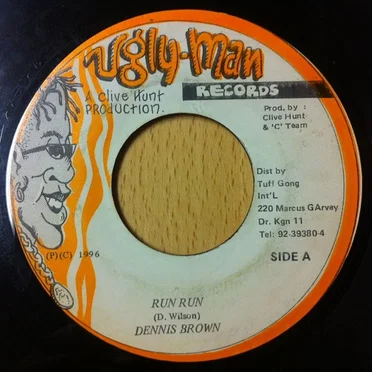 Ugly-man
RECORDS
A Clive Hunt
PRODUCTION.
Prod. by :
Clive Hunt
& 'C' Team
Dist by
Tuff Gong
Int'L
220 Marcus GArvey
Dr. Kgn 11
Tel: 92-39380-4
(P)(C) 1996
SIDE A
RUN RUN
(D. Wilson)
DENNIS BROWN